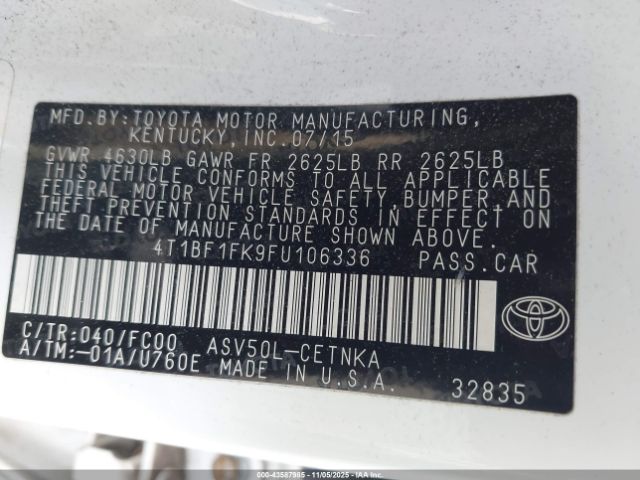 MFD.BY:TOYOTA MOTOR MANUFACTURING,
KENTUCKY,INC.07/15
GVWR 4630LB GAWR FR 2625LB RR 2625LB
THIS VEHICLE CONFORMS TO ALL APPLICABLE
FEDERAL MOTOR VEHICLE SAFETY,BUMPER,AND
THEFT PREVENTION STANDARDS IN EFFECT ON
THE DATE OF MANUFACTURE SHOWN ABOVE.
4T1BF1FK9FU106336 PASS.CAR
C/TR:040/FC00 ASV50L-CETNKA
A/TM:-01A/U760E MADE IN U.S.A. 32835
000-43587985 - 11/05/2025 - IAAI.COM